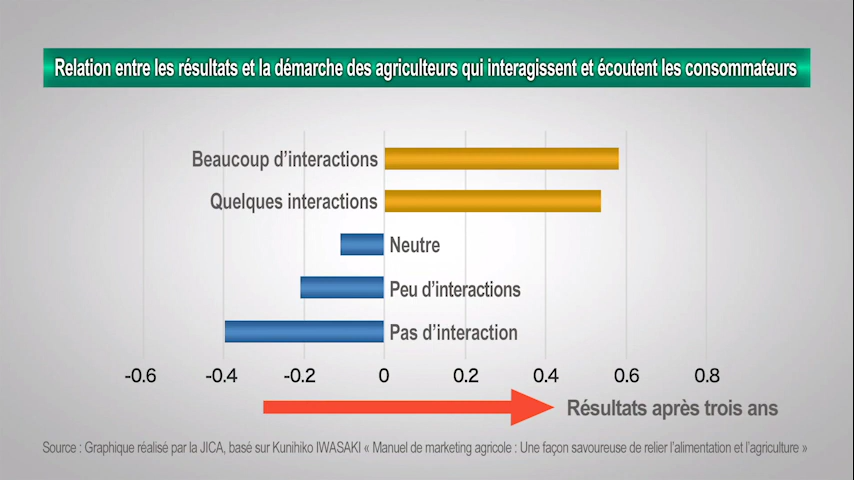 Relation entre les résultats et la démarche des agriculteurs qui interagissent et écoutent les consommateurs
Beaucoup d’interactions
Quelques interactions
Neutre
Peu d’interactions
Pas d’interaction
-0.6 -0.4 -0.2 0 0.2 0.4 0.6 0.8
Résultats après trois ans
Source : Graphique réalisé par la JICA, basé sur Kunihiko IWASAKI « Manuel de marketing agricole : Une façon savoureuse de relier l’alimentation et l’agriculture »